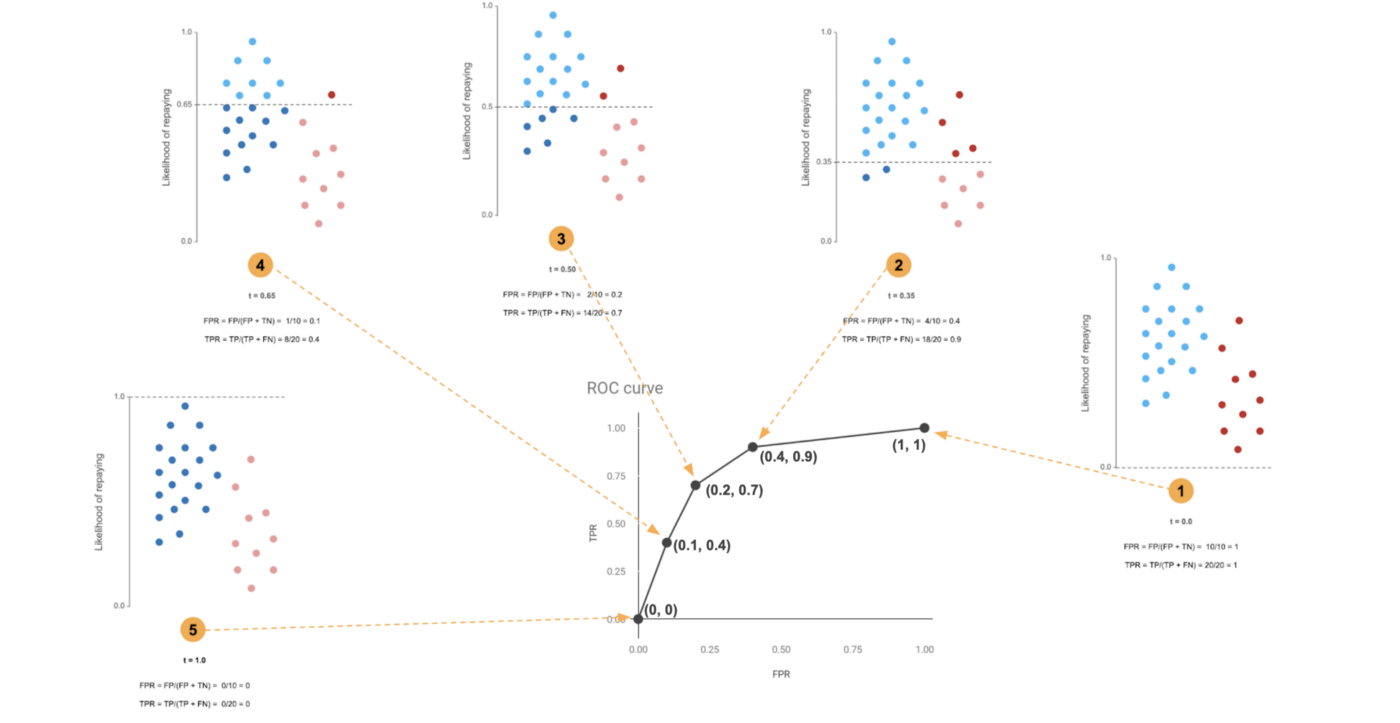 1.0
0.65
0.0
Likelihood of repaying
4
t = 0.65
FPR = FP/(FP + TN) = 1/10 = 0.1
TPR = TP/(TP + FN) = 8/20 = 0.4
1.0
0.5
0.0
Likelihood of repaying
3
t = 0.50
FPR = FP/(FP + TN) = 2/10 = 0.2
TPR = TP/(TP + FN) = 14/20 = 0.7
1.0
0.35
0.0
Likelihood of repaying
2
t = 0.35
FPR = FP/(FP + TN) = 4/10 = 0.4
TPR = TP/(TP + FN) = 18/20 = 0.9
1.0
0.0
Likelihood of repaying
1
t = 0.0
FPR = FP/(FP + TN) = 10/10 = 1
TPR = TP/(TP + FN) = 20/20 = 1
1.0
0.0
Likelihood of repaying
5
t = 1.0
FPR = FP/(FP + TN) = 0/10 = 0
TPR = TP/(TP + FN) = 0/20 = 0
ROC curve
1.00
0.75
0.50
0.25
0.00
TPR
(1, 1)
(0.4, 0.9)
(0.2, 0.7)
(0.1, 0.4)
(0, 0)
0.00 0.25 0.50 0.75 1.00
FPR